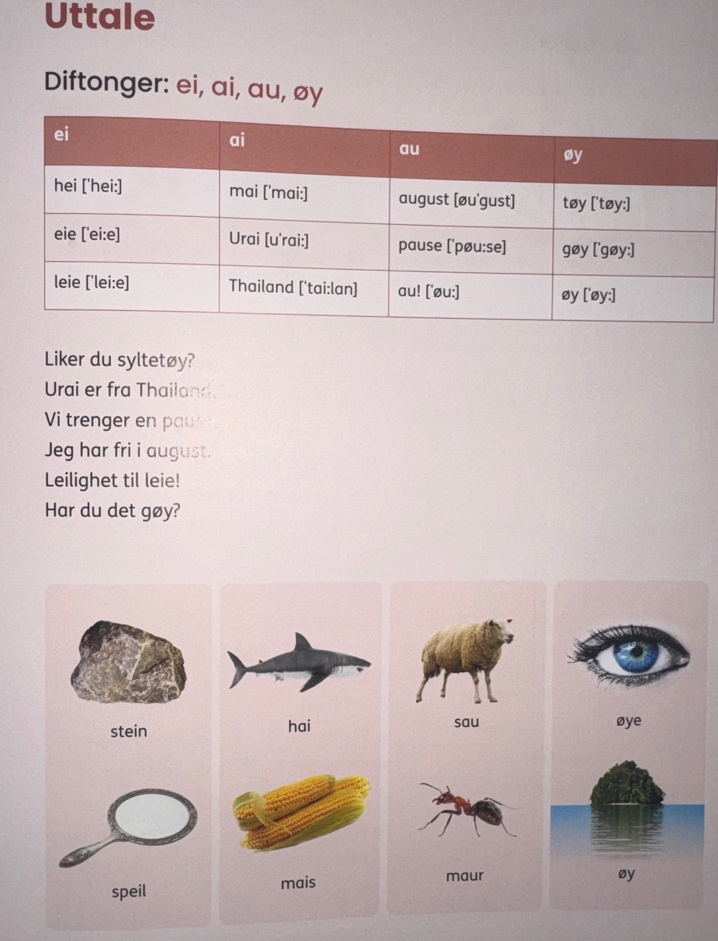 Uttale
Diftonger: ei, ai, au, øy
ei ai au øy
hei ['hei:] mai ['mai:] august [øu'gust] tøy ['tøy:]
eie ['ei:e] Urai [u'rai:] pause ['pøu:se] gøy ['gøy:]
leie ['lei:e] Thailand ['tai:lan] au! ['øu:] øy ['øy:]
Liker du syltetøy?
Urai er fra Thailand.
Vi trenger en pause.
Jeg har fri i august.
Leilighet til leie!
Har du det gøy?
stein hai sau øye
speil mais maur øy